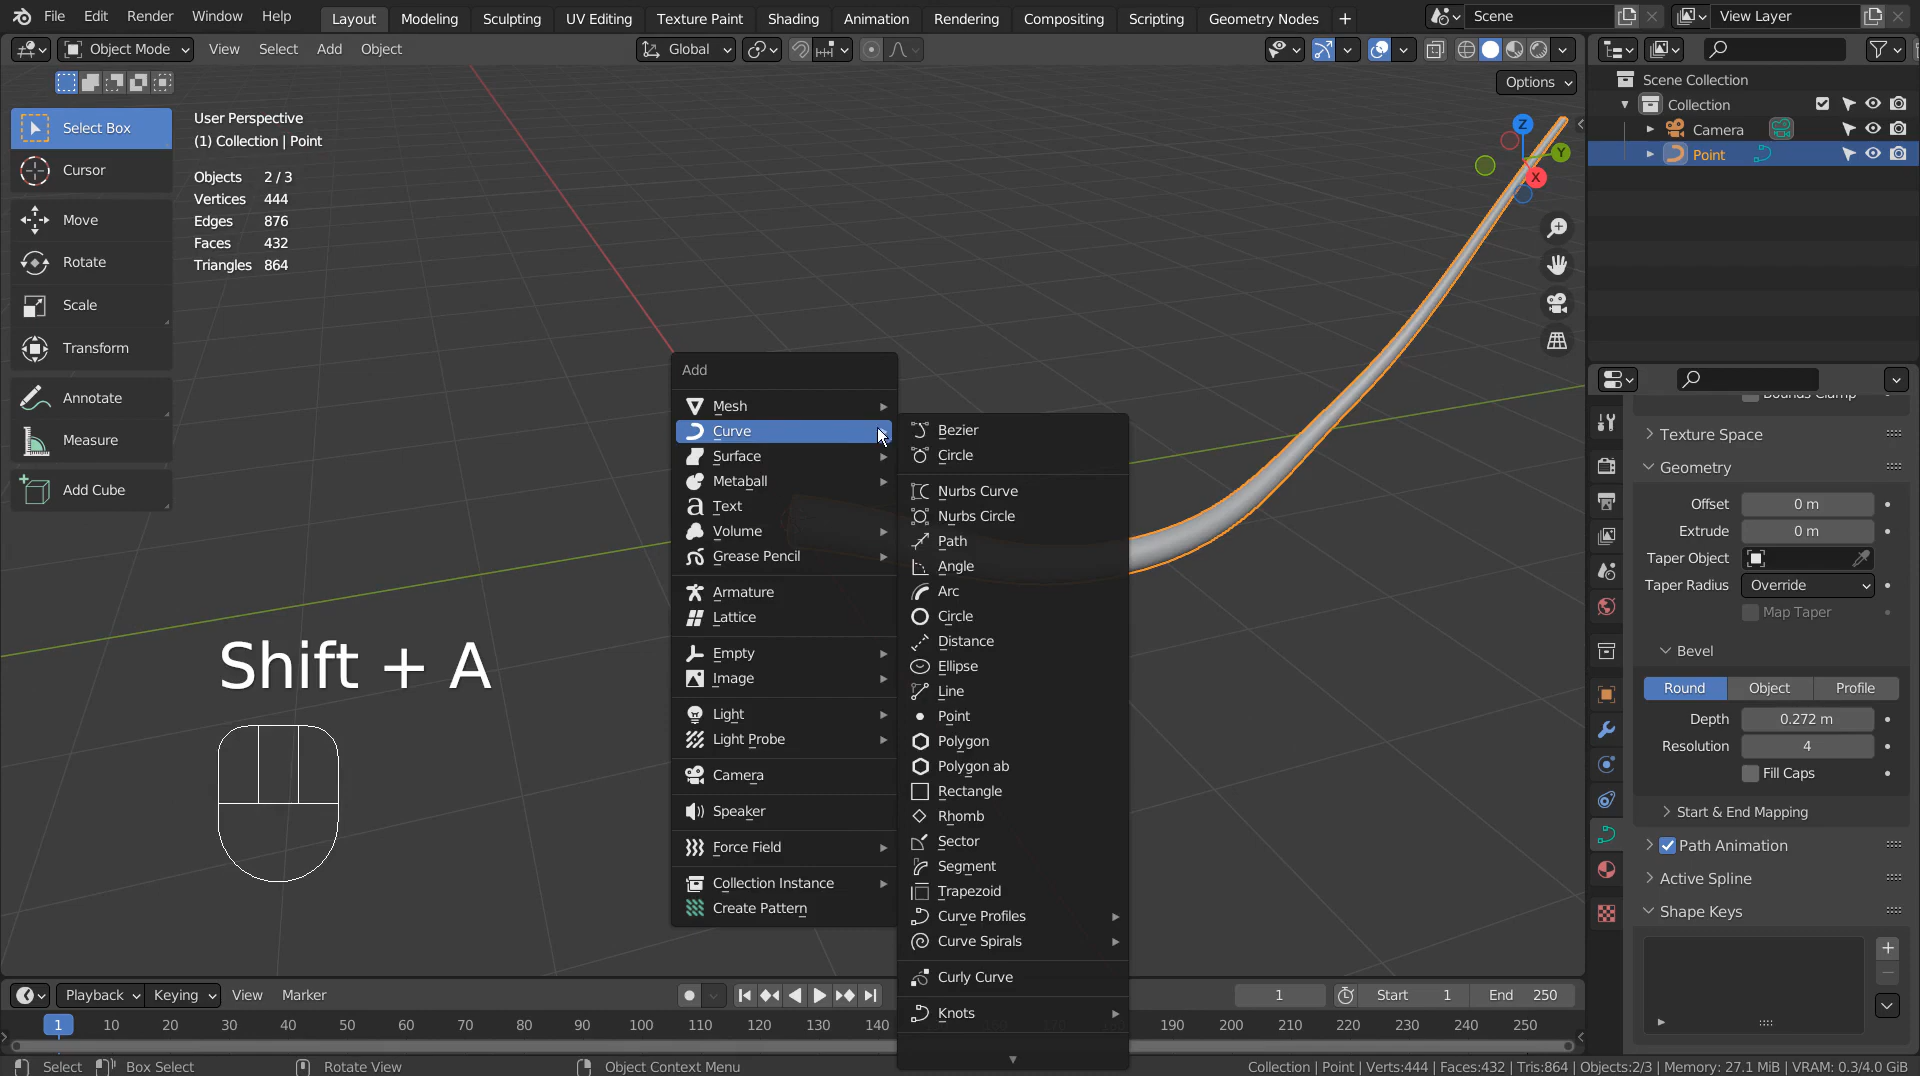 File Edit Render Window Help Layout Modeling Sculpting UV Editing Texture Paint Shading Animation Rendering Compositing Scripting Geometry Nodes + Scene View Layer
Object Mode View Select Add Object Global
Options
Scene Collection
Collection
Camera
Point
Select Box
Cursor
Move
Rotate
Scale
Transform
Annotate
Measure
Add Cube
User Perspective
(1) Collection | Point
Objects 2 / 3
Vertices 444
Edges 876
Faces 432
Triangles 864
Z
Y
X
Shift + A
Add
Mesh
Curve
Surface
Metaball
Text
Volume
Grease Pencil
Armature
Lattice
Empty
Image
Light
Light Probe
Camera
Speaker
Force Field
Collection Instance
Create Pattern
Bezier
Circle
Nurbs Curve
Nurbs Circle
Path
Angle
Arc
Circle
Distance
Ellipse
Line
Point
Polygon
Polygon ab
Rectangle
Rhomb
Sector
Segment
Trapezoid
Curve Profiles
Curve Spirals
Curly Curve
Knots
Bounds Clamp
Texture Space
Geometry
Offset 0 m
Extrude 0 m
Taper Object
Taper Radius Override
Map Taper
Bevel
Round Object Profile
Depth 0.272 m
Resolution 4
Fill Caps
Start & End Mapping
Path Animation
Active Spline
Shape Keys
Playback Keying View Marker 1 Start 1 End 250
1 10 20 30 40 50 60 70 80 90 100 110 120 130 140 190 200 210 220 230 240 250
Select Box Select Rotate View Object Context Menu Collection | Point | Verts:444 | Faces:432 | Tris:864 | Objects:2/3 | Memory: 27.1 MiB | VRAM: 0.3/4.0 GiB